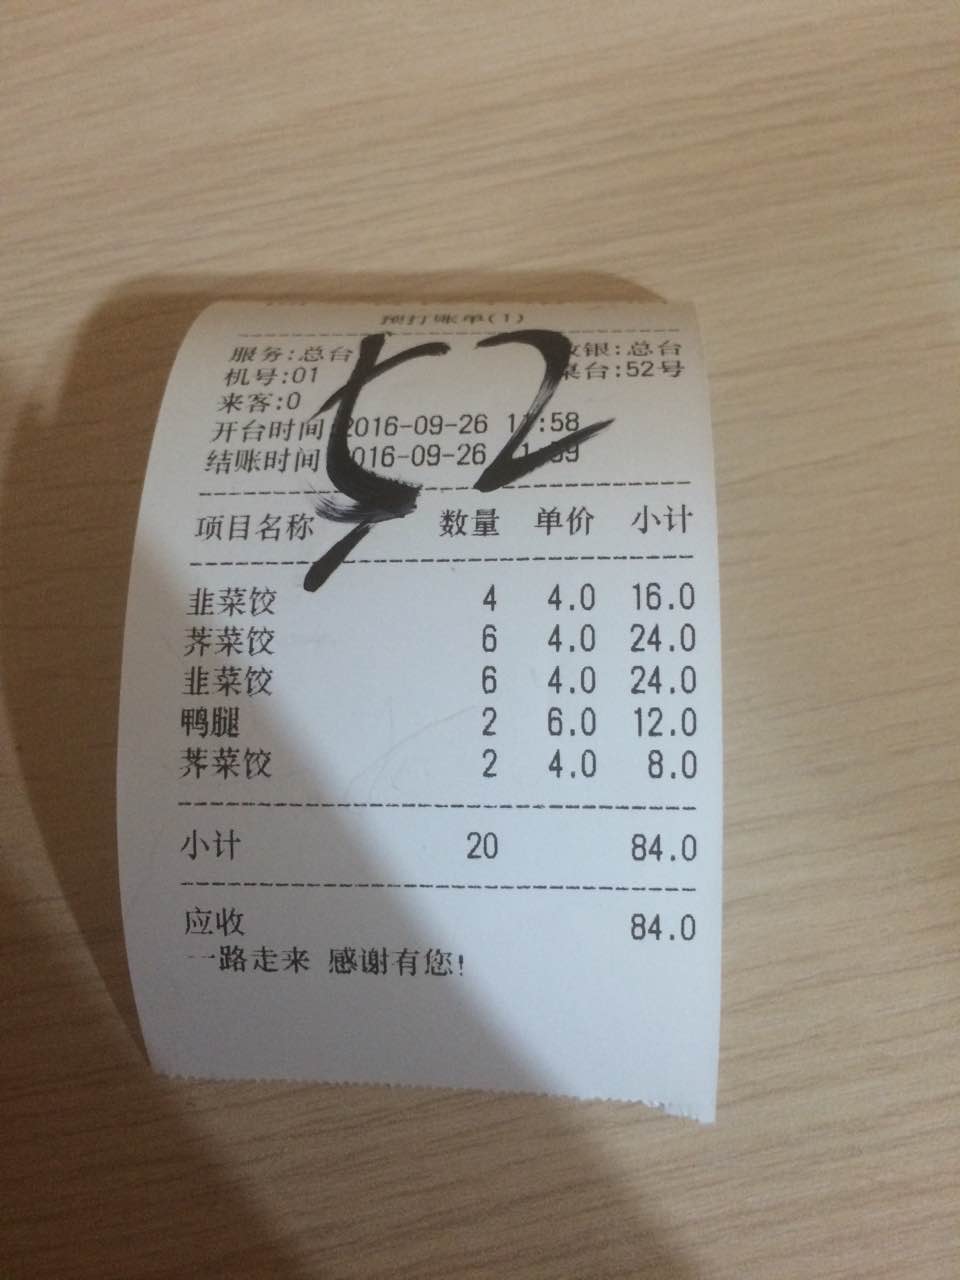 预打账单(1)
服务:总台 收银:总台
机号:01 桌台:52号
来客:0
52
开台时间 2016-09-26 11:58
结账时间 2016-09-26
项目名称 数量 单价 小计
韭菜饺 4 4.0 16.0
荠菜饺 6 4.0 24.0
韭菜饺 6 4.0 24.0
鸭腿 2 6.0 12.0
荠菜饺 2 4.0 8.0
小计 20 84.0
应收 84.0
一路走来 感谢有您!